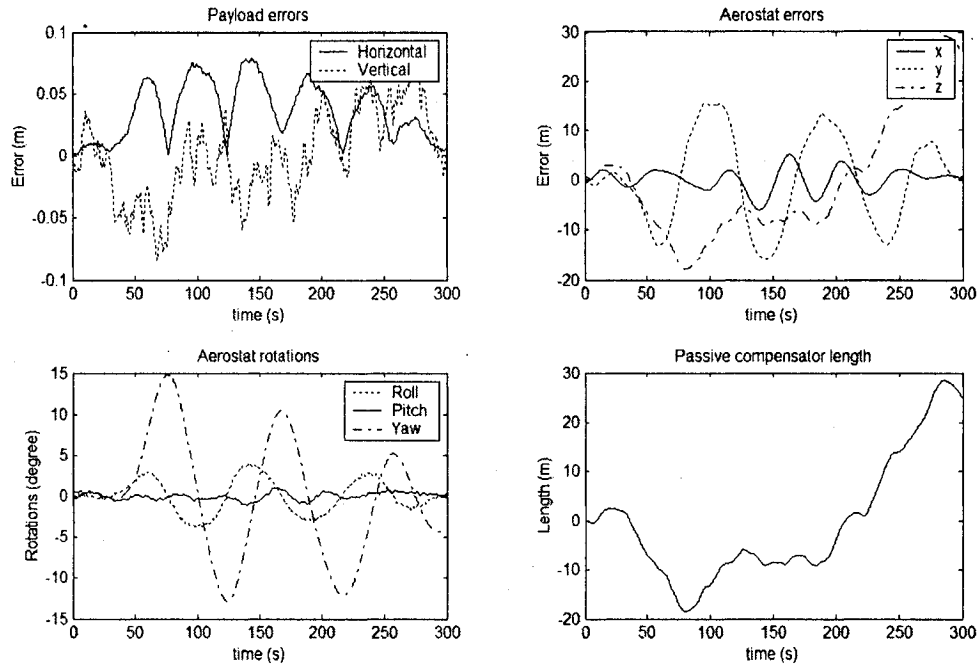 Payload errors
0.1
0.05
0
-0.05
-0.1
Error (m)
Horizontal
Vertical
0 50 100 150 200 250 300
time (s)
Aerostat errors
30
20
10
0
-10
-20
Error (m)
x
y
z
0 50 100 150 200 250 300
time (s)
Aerostat rotations
15
10
5
0
-5
-10
-15
Rotations (degree)
Roll
Pitch
Yaw
0 50 100 150 200 250 300
time (s)
Passive compensator length
30
20
10
0
-10
-20
Length (m)
0 50 100 150 200 250 300
time (s)